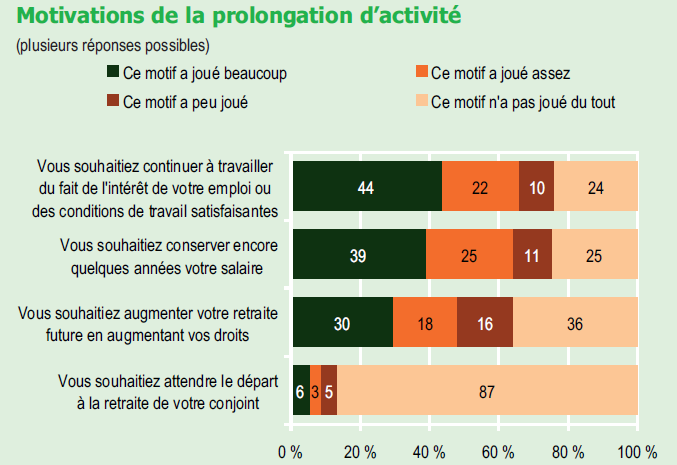 Motivations de la prolongation d'activité
(plusieurs réponses possibles)
Ce motif a joué beaucoup
Ce motif a joué assez
Ce motif a peu joué
Ce motif n'a pas joué du tout
Vous souhaitiez continuer à travailler
du fait de l'intérêt de votre emploi ou
des conditions de travail satisfaisantes
44 22 10 24
Vous souhaitiez conserver encore
quelques années votre salaire
39 25 11 25
Vous souhaitiez augmenter votre retraite
future en augmentant vos droits
30 18 16 36
Vous souhaitiez attendre le départ
à la retraite de votre conjoint
6 3 5 87
0 % 20 % 40 % 60 % 80 % 100 %